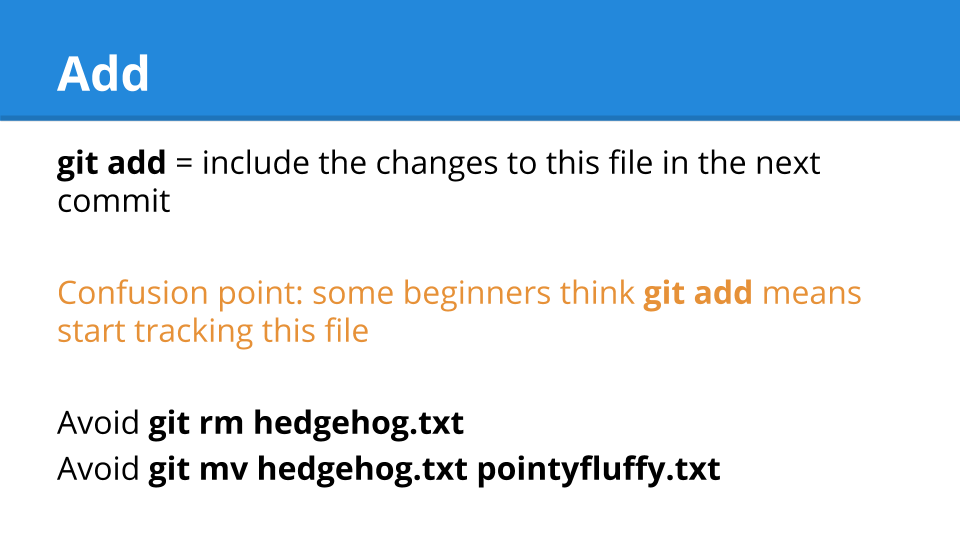 Add
git add = include the changes to this file in the next
commit
Confusion point: some beginners think git add means
start tracking this file
Avoid git rm hedgehog.txt
Avoid git mv hedgehog.txt pointyfluffy.txt